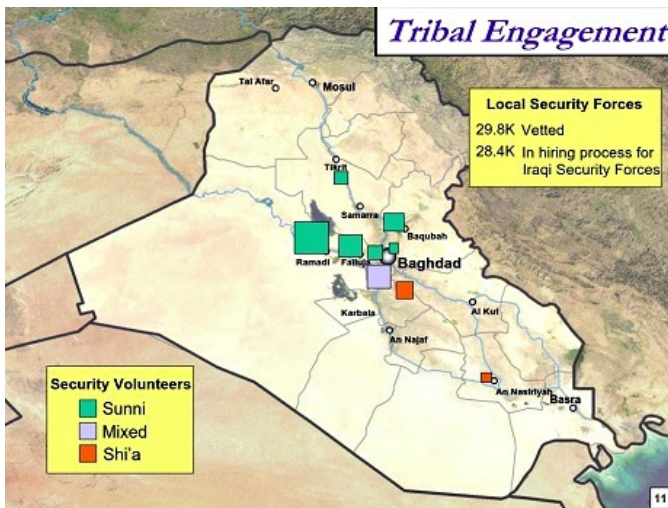 Tribal Engagement
Local Security Forces
29.8K Vetted
28.4K In hiring process for
Iraqi Security Forces
Tal Afar
Mosul
Tikrit
Samarra
Baqubah
Ramadi
Falluja
Baghdad
Karbala
Al Kut
An Najaf
An Nasiriyah
Basra
Security Volunteers
Sunni
Mixed
Shi'a
11